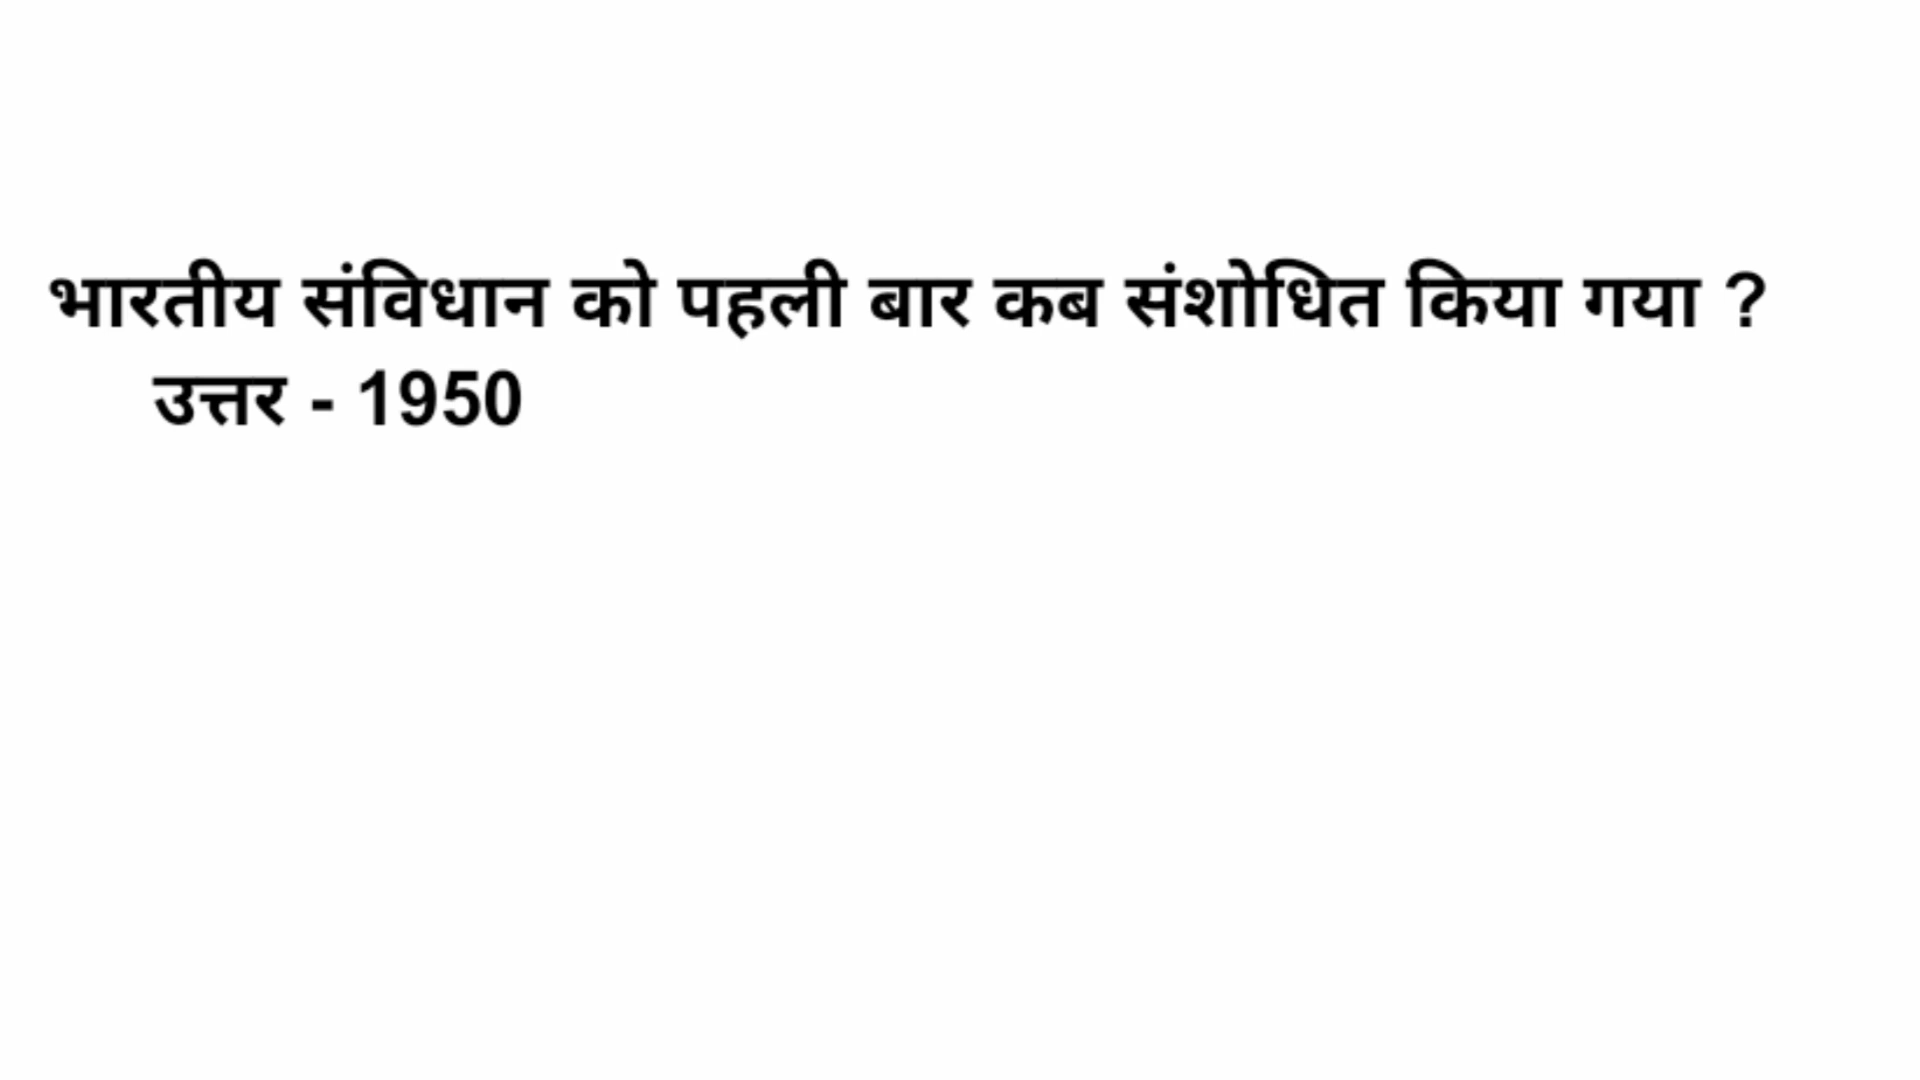 भारतीय संविधान को पहली बार कब संशोधित किया गया ?
उत्तर - 1950